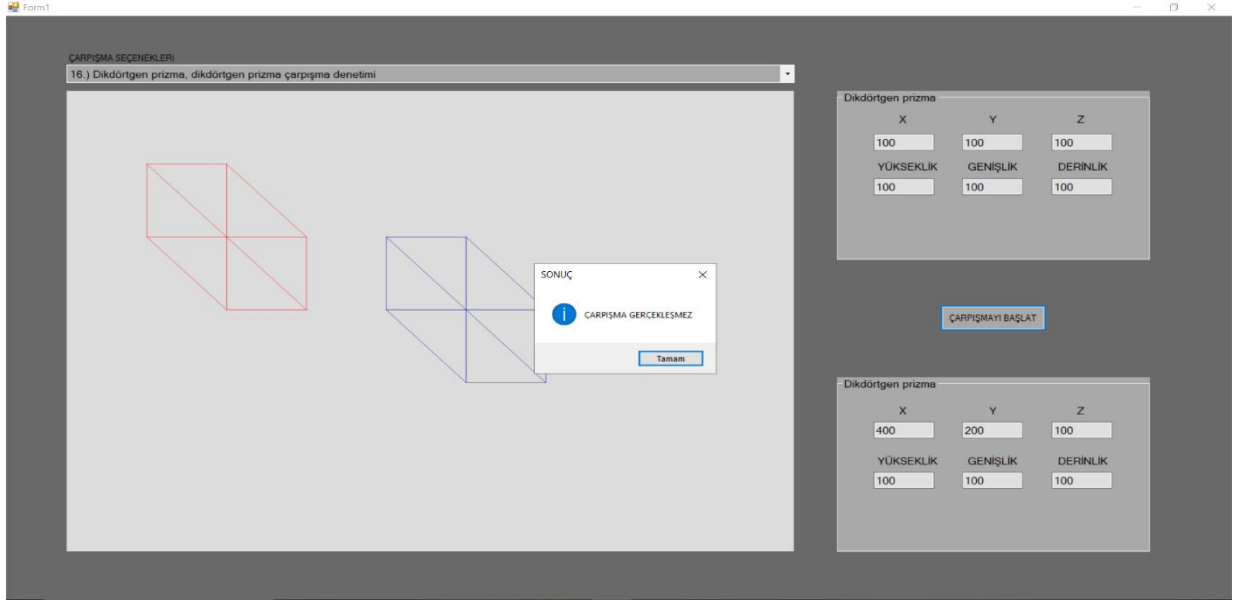 Form1
ÇARPIŞMA SEÇENEKLERİ
16.) Dikdörtgen prizma, dikdörtgen prizma çarpışma denetimi
Dikdörtgen prizma
X Y Z
100 100 100
YÜKSEKLİK GENİŞLİK DERİNLİK
100 100 100
SONUÇ
ÇARPIŞMA GERÇEKLEŞMEZ
Tamam
ÇARPIŞMAYI BAŞLAT
Dikdörtgen prizma
X Y Z
400 200 100
YÜKSEKLİK GENİŞLİK DERİNLİK
100 100 100